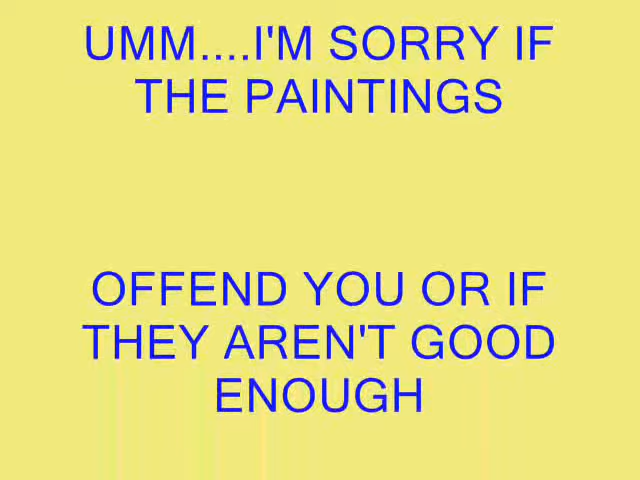 UMM....I'M SORRY IF
THE PAINTINGS
OFFEND YOU OR IF
THEY AREN'T GOOD
ENOUGH